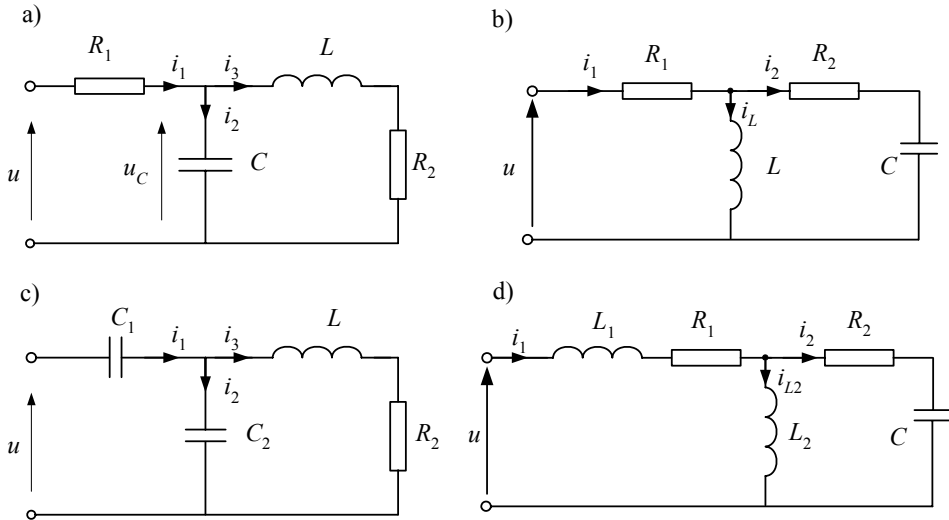 a)
R1 i1 i3 L
i2
u uC C R2
b)
i1 R1 i2 R2
iL
u L C
c)
C1 i1 i3 L
i2
u C2 R2
d)
i1 L1 R1 i2 R2
iL2
u L2 C